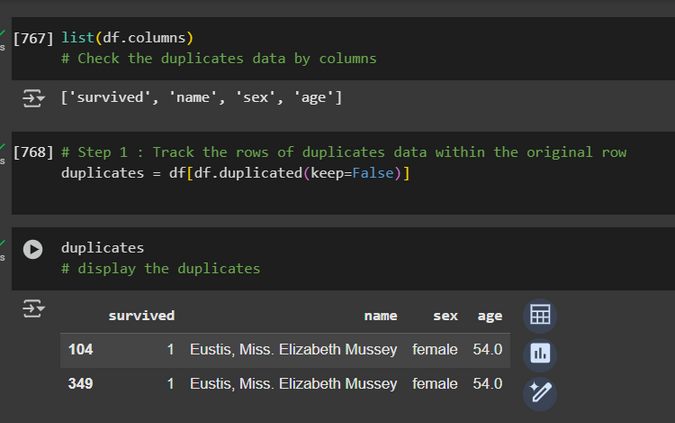 [767] list(df.columns)
# Check the duplicates data by columns
['survived', 'name', 'sex', 'age']
[768] # Step 1 : Track the rows of duplicates data within the original row
duplicates = df[df.duplicated(keep=False)]
duplicates
# display the duplicates
survived name sex age
104 1 Eustis, Miss. Elizabeth Mussey female 54.0
349 1 Eustis, Miss. Elizabeth Mussey female 54.0